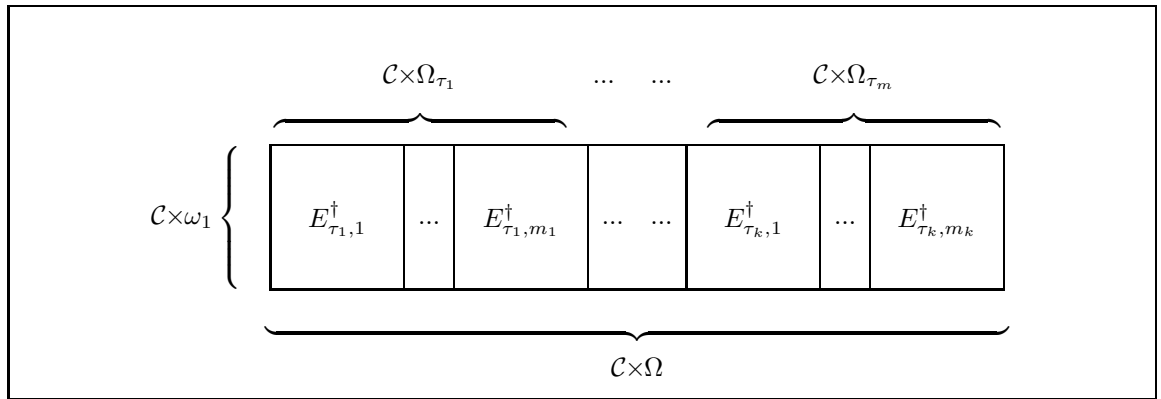 𝒞×Ω_{τ_1} ... ... 𝒞×Ω_{τ_m}
𝒞×ω_1 E^†_{τ_1,1} ... E^†_{τ_1,m_1} ... ... E^†_{τ_k,1} ... E^†_{τ_k,m_k}
𝒞×Ω